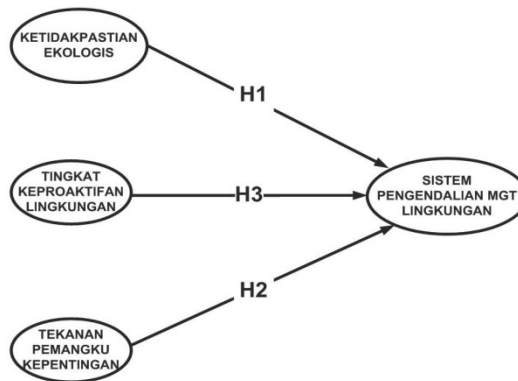 KETIDAKPASTIAN
EKOLOGIS
H1
TINGKAT
KEPROAKTIFAN
LINGKUNGAN
H3
SISTEM
PENGENDALIAN MGT
LINGKUNGAN
H2
TEKANAN
PEMANGKU
KEPENTINGAN